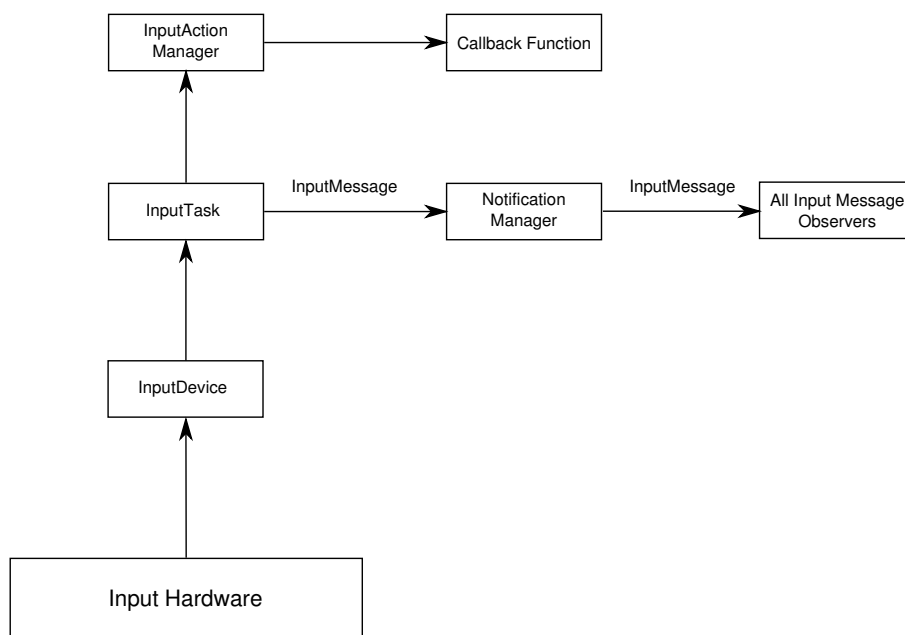 InputAction
Manager
Callback Function
InputTask
InputMessage
Notification
Manager
InputMessage
All Input Message
Observers
InputDevice
Input Hardware